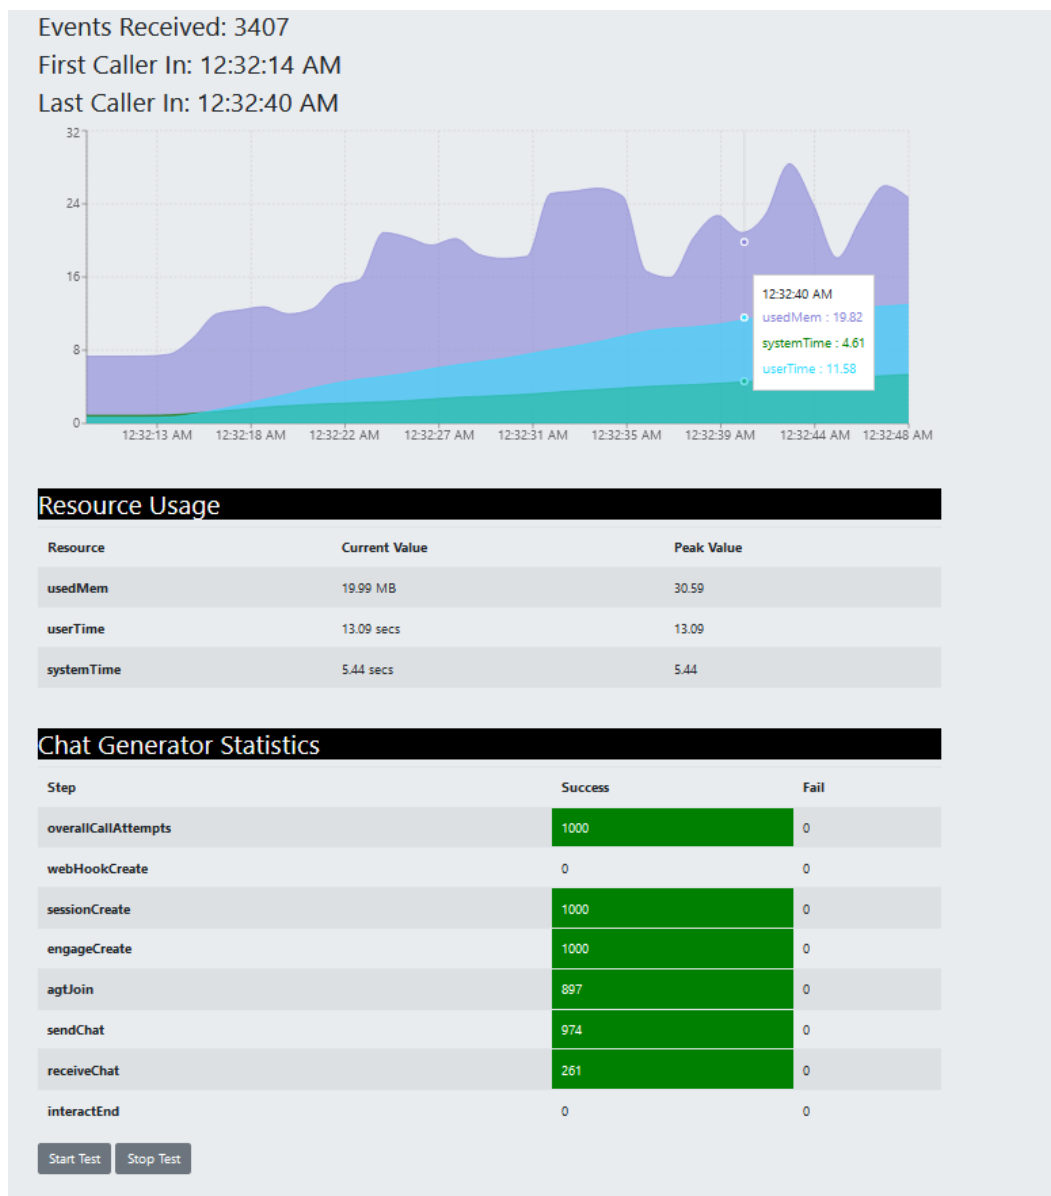 Events Received: 3407
First Caller In: 12:32:14 AM
Last Caller In: 12:32:40 AM
32
24
16
8
0
12:32:40 AM
usedMem : 19.82
systemTime : 4.61
userTime : 11.58
12:32:13 AM 12:32:18 AM 12:32:22 AM 12:32:27 AM 12:32:31 AM 12:32:35 AM 12:32:39 AM 12:32:44 AM 12:32:48 AM
Resource Usage
Resource Current Value Peak Value
usedMem 19.99 MB 30.59
userTime 13.09 secs 13.09
systemTime 5.44 secs 5.44
Chat Generator Statistics
Step Success Fail
overallCallAttempts 1000 0
webHookCreate 0 0
sessionCreate 1000 0
engageCreate 1000 0
agtJoin 897 0
sendChat 974 0
receiveChat 261 0
interactEnd 0 0
Start Test Stop Test